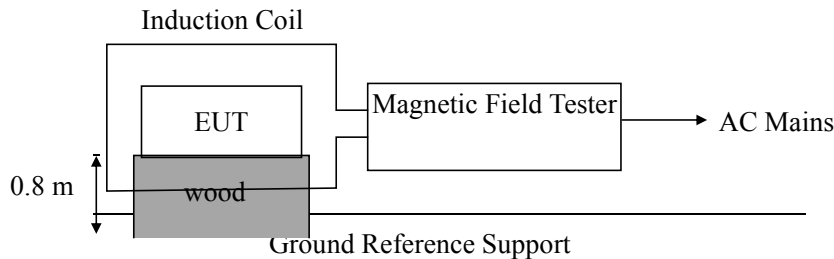 Induction Coil
Magnetic Field Tester
EUT
AC Mains
0.8 m
wood
Ground Reference Support